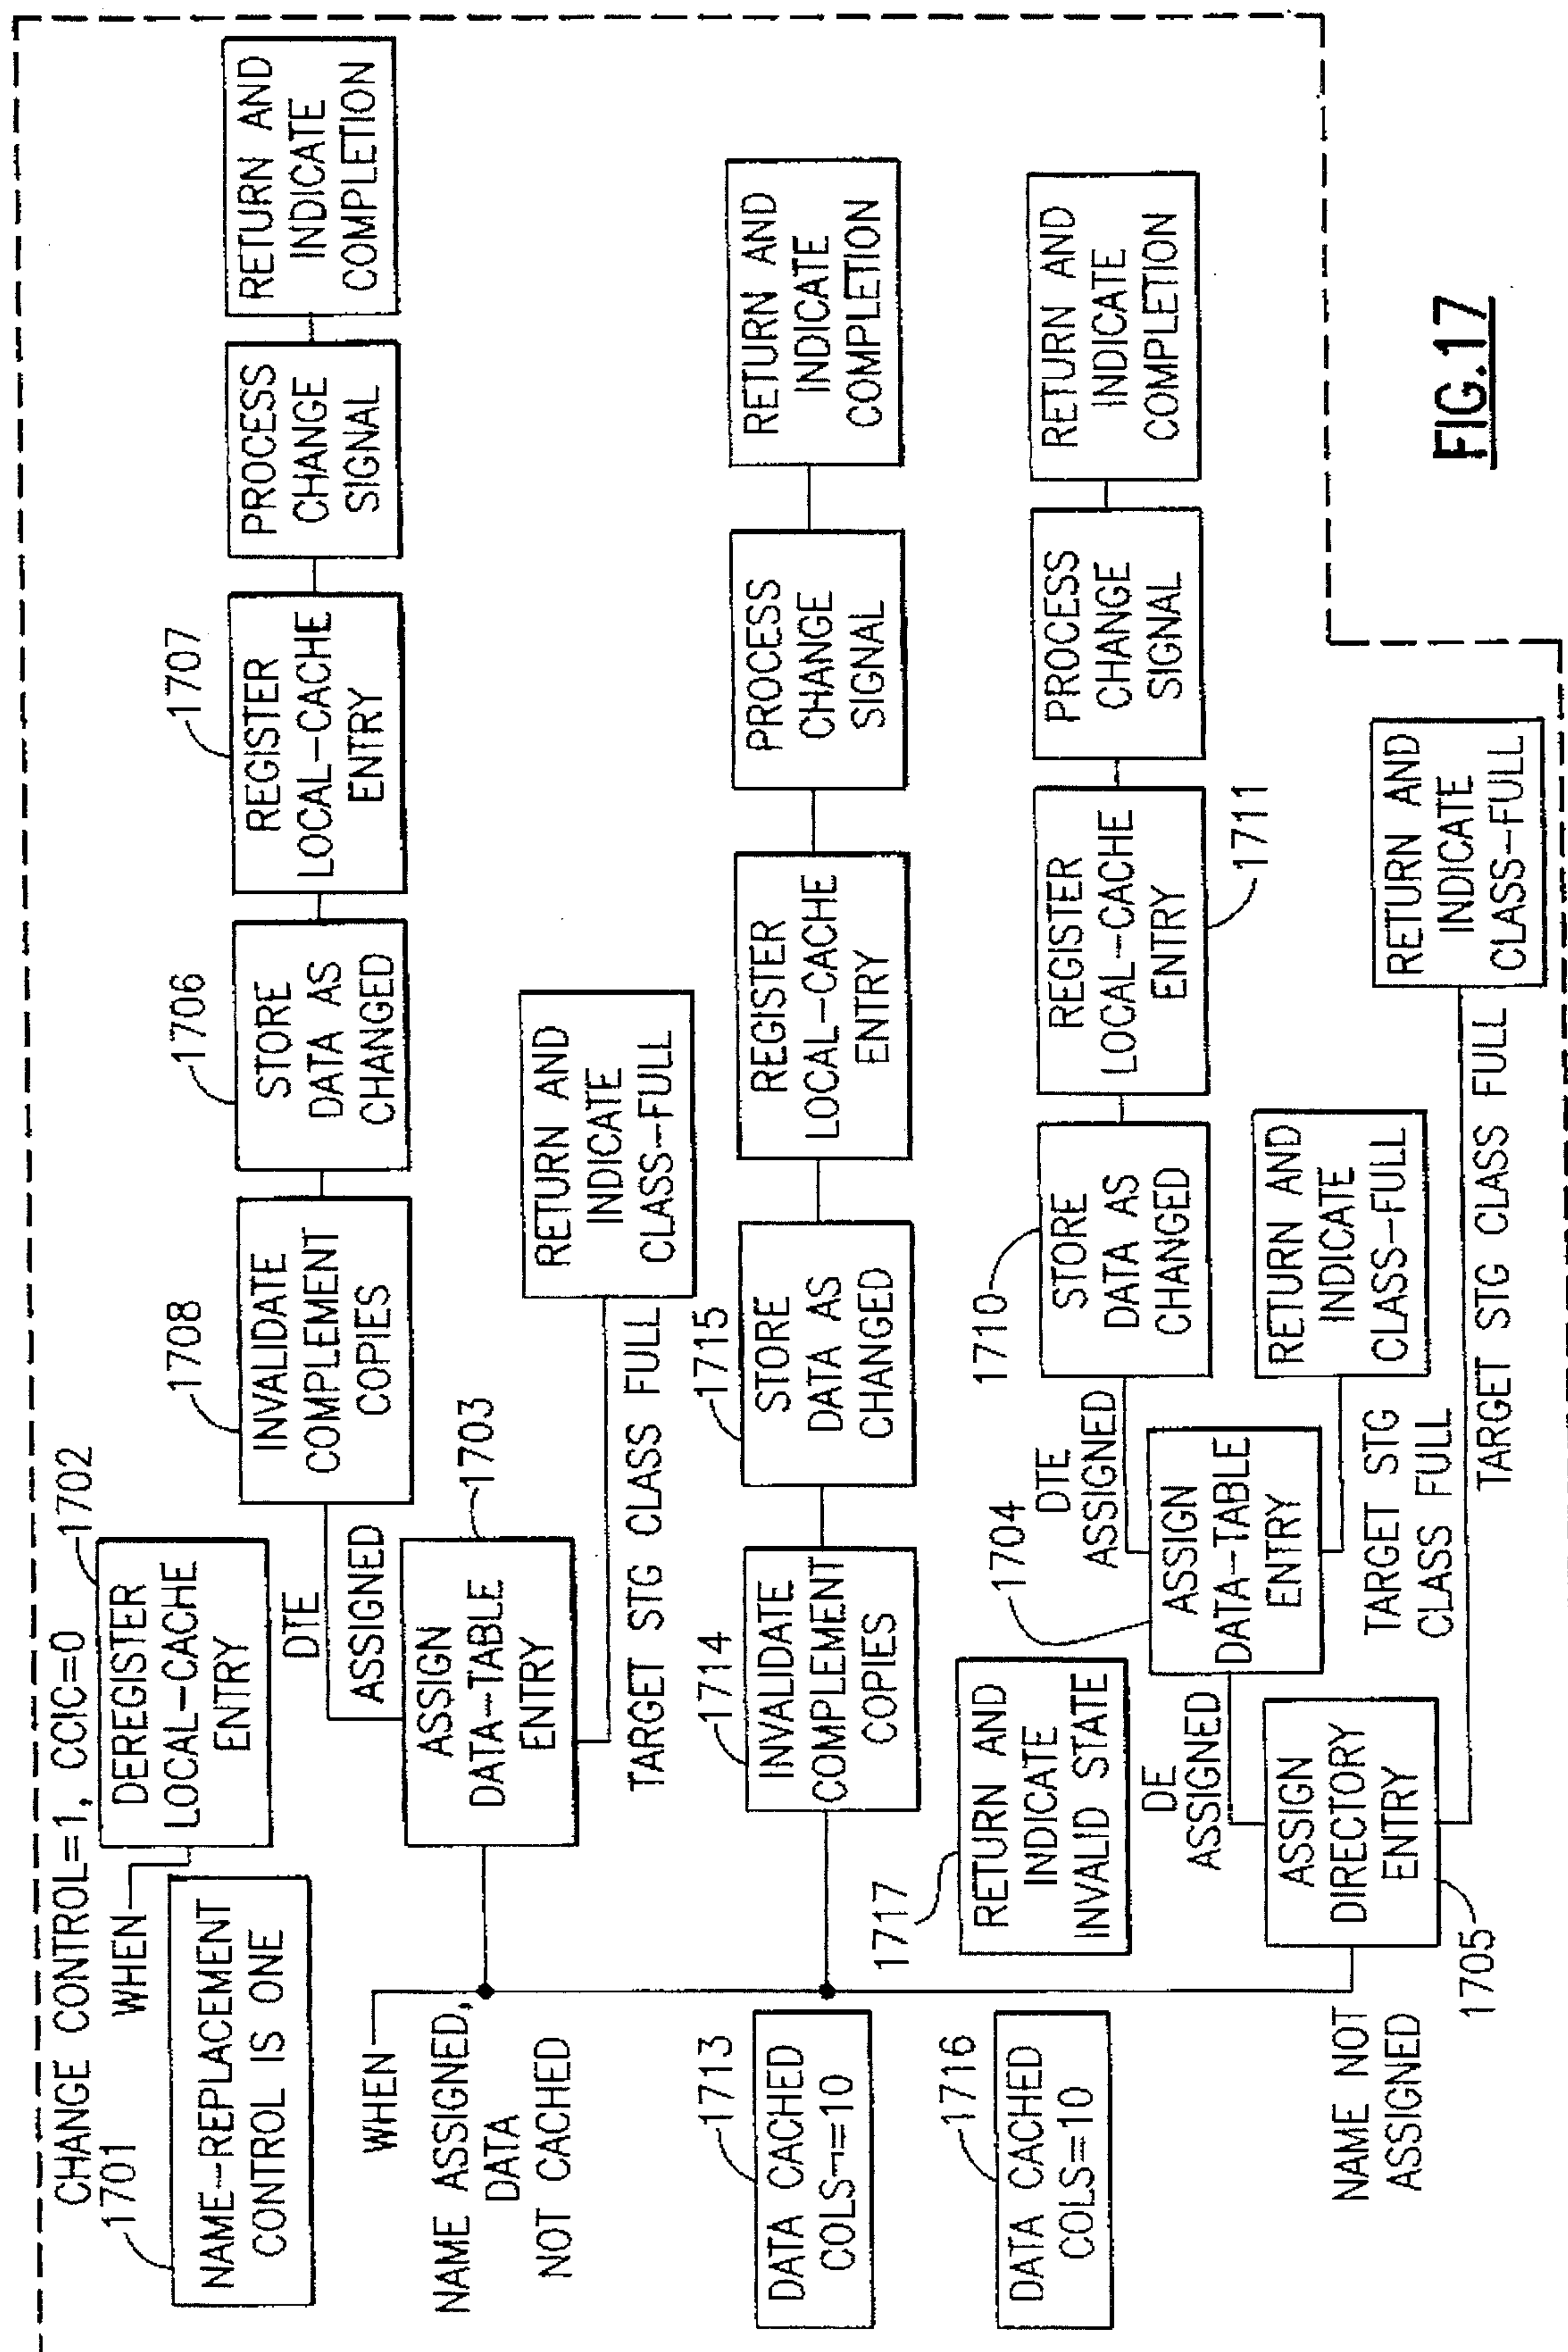 CHANGE CONTROL=1, CCIC=0
1701
NAME-REPLACEMENT
CONTROL IS ONE
WHEN
1702
DEREGISTER
LOCAL-CACHE
ENTRY
WHEN
NAME ASSIGNED,
DATA
NOT CACHED
1703
ASSIGN
DATA-TABLE
ENTRY
DTE
ASSIGNED
1708
INVALIDATE
COMPLEMENT
COPIES
1706
STORE
DATA AS
CHANGED
1707
REGISTER
LOCAL-CACHE
ENTRY
PROCESS
CHANGE
SIGNAL
RETURN AND
INDICATE
COMPLETION
TARGET STG CLASS FULL
RETURN AND
INDICATE
CLASS-FULL
1713
DATA CACHED
COLS¬=10
1714
INVALIDATE
COMPLEMENT
COPIES
1715
STORE
DATA AS
CHANGED
REGISTER
LOCAL-CACHE
ENTRY
PROCESS
CHANGE
SIGNAL
RETURN AND
INDICATE
COMPLETION
1716
DATA CACHED
COLS=10
1717
RETURN AND
INDICATE
INVALID STATE
NAME NOT
ASSIGNED
1705
ASSIGN
DIRECTORY
ENTRY
DE
ASSIGNED
1704
ASSIGN
DATA-TABLE
ENTRY
DTE
ASSIGNED
1710
STORE
DATA AS
CHANGED
REGISTER
LOCAL-CACHE
ENTRY
1711
PROCESS
CHANGE
SIGNAL
RETURN AND
INDICATE
COMPLETION
TARGET STG
CLASS FULL
RETURN AND
INDICATE
CLASS-FULL
TARGET STG CLASS FULL
RETURN AND
INDICATE
CLASS-FULL
FIG.17